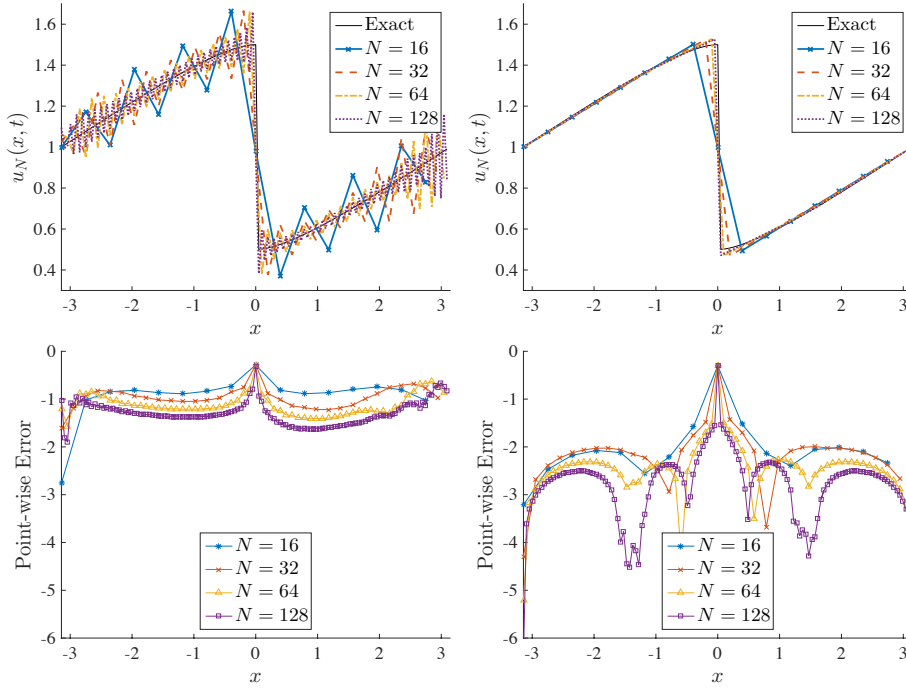 1.6
1.4
1.2
1
0.8
0.6
0.4
u_N(x, t)
-3 -2 -1 0 1 2 3
x
Exact
N = 16
N = 32
N = 64
N = 128
1.6
1.4
1.2
1
0.8
0.6
0.4
u_N(x, t)
-3 -2 -1 0 1 2 3
x
Exact
N = 16
N = 32
N = 64
N = 128
0
-1
-2
-3
-4
-5
-6
Point-wise Error
-3 -2 -1 0 1 2 3
x
N = 16
N = 32
N = 64
N = 128
0
-1
-2
-3
-4
-5
-6
Point-wise Error
-3 -2 -1 0 1 2 3
x
N = 16
N = 32
N = 64
N = 128